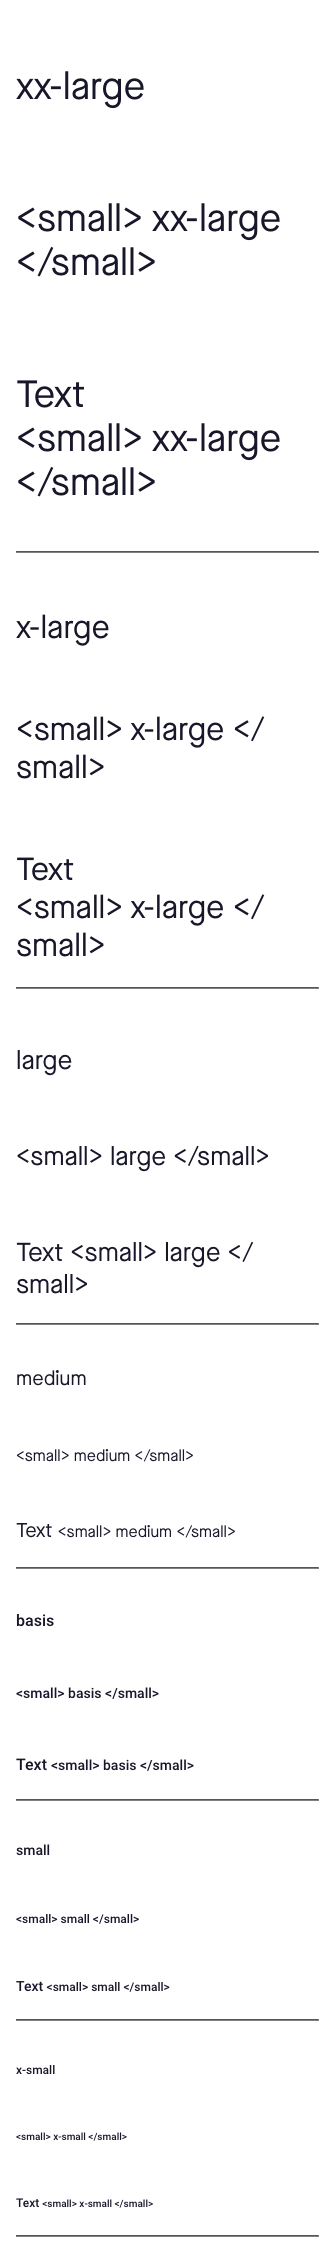 xx-large
<small> xx-large
</small>
Text
<small> xx-large
</small>
x-large
<small> x-large </
small>
Text
<small> x-large </
small>
large
<small> large </small>
Text <small> large </
small>
medium
<small> medium </small>
Text <small> medium </small>
basis
<small> basis </small>
Text <small> basis </small>
small
<small> small </small>
Text <small> small </small>
x-small
<small> x-small </small>
Text <small> x-small </small>